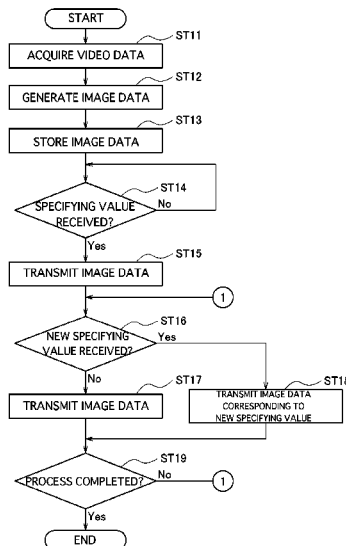 START
ST11
ACQUIRE VIDEO DATA
ST12
GENERATE IMAGE DATA
ST13
STORE IMAGE DATA
ST14
SPECIFYING VALUE
RECEIVED?
No
Yes
ST15
TRANSMIT IMAGE DATA
1
ST16
NEW SPECIFYING
VALUE RECEIVED?
Yes
No
ST17
TRANSMIT IMAGE DATA
ST18
TRANSMIT IMAGE DATA
CORRESPONDING TO
NEW SPECIFYING VALUE
ST19
PROCESS COMPLETED?
No
1
Yes
END